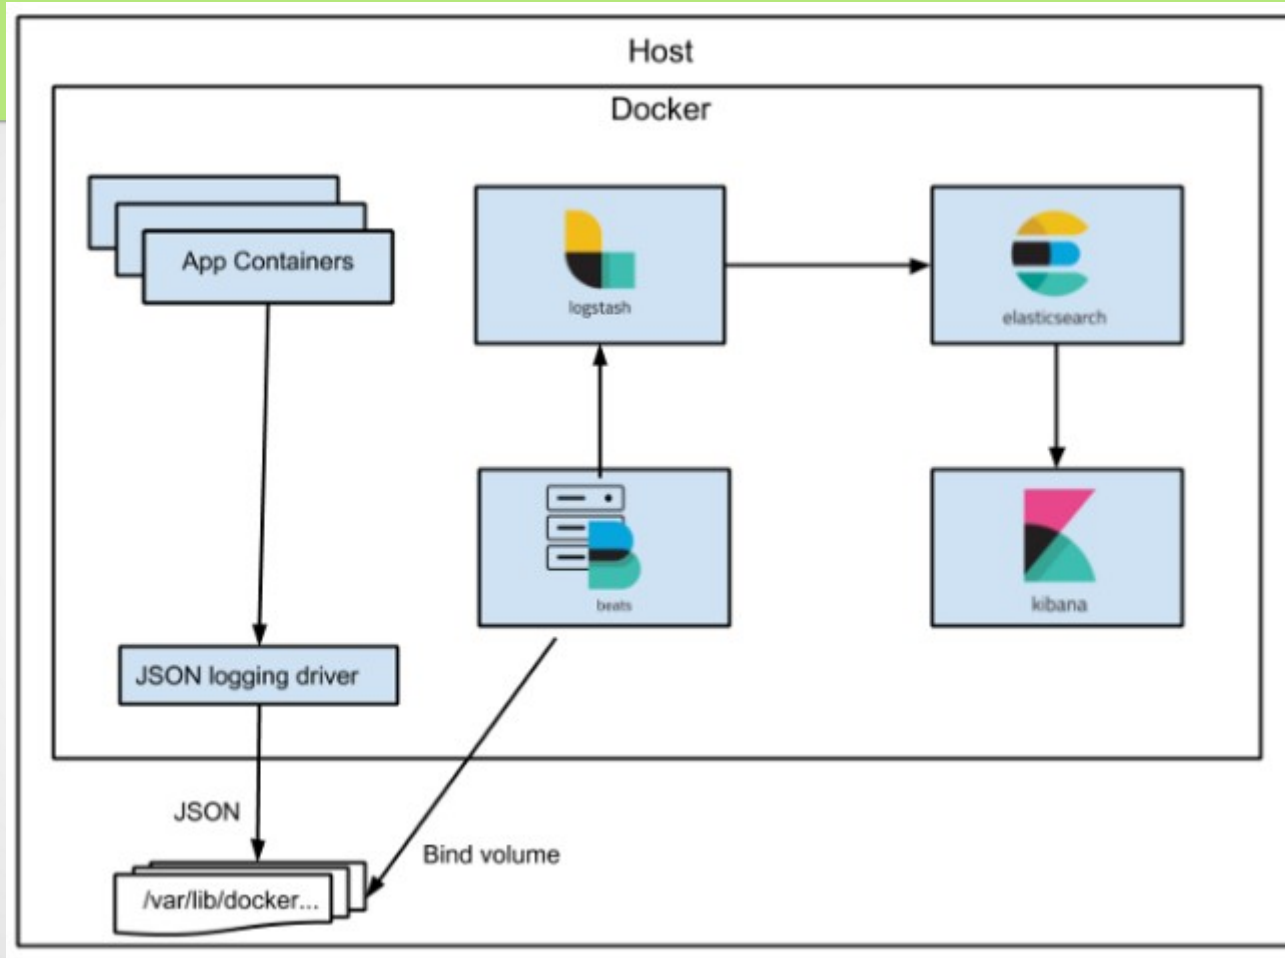 Host
Docker
App Containers
logstash
elasticsearch
beats
kibana
JSON logging driver
JSON
Bind volume
/var/lib/docker...